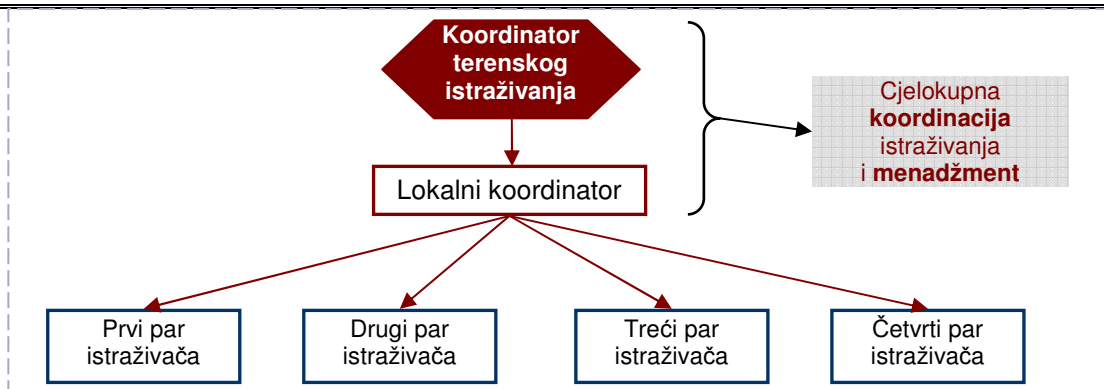 Koordinator
terenskog
istraživanja
Cjelokupna
koordinacija
istraživanja
i menadžment
Lokalni koordinator
Prvi par
istraživača
Drugi par
istraživača
Treći par
istraživača
Četvrti par
istraživača